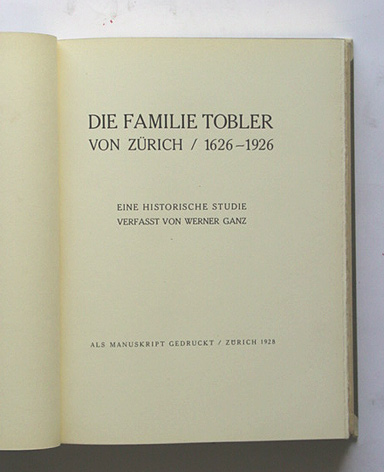 DIE FAMILIE TOBLER
VON ZÜRICH / 1626–1926
EINE HISTORISCHE STUDIE
VERFASST VON WERNER GANZ
ALS MANUSKRIPT GEDRUCKT / ZÜRICH 1928